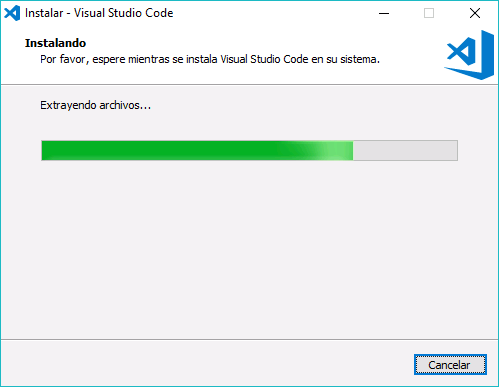 Instalar - Visual Studio Code
Instalando
Por favor, espere mientras se instala Visual Studio Code en su sistema.
Extrayendo archivos...
Cancelar